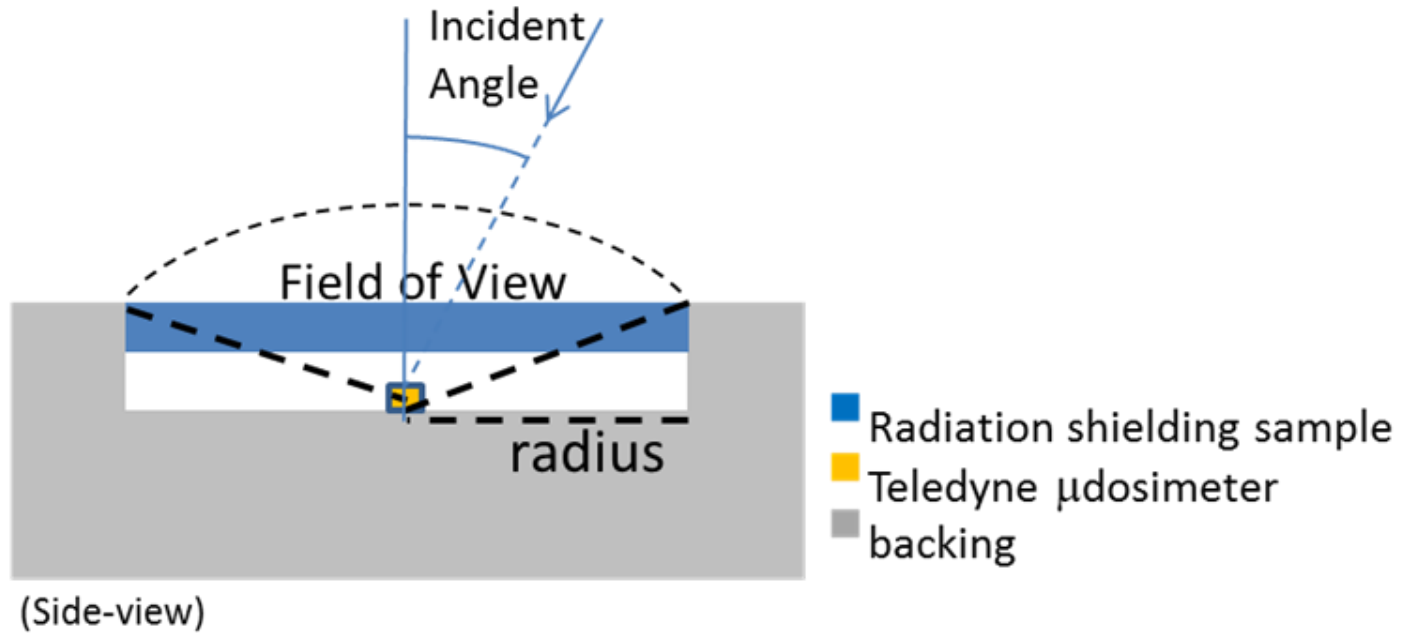 Incident
Angle
Field of View
radius
Radiation shielding sample
Teledyne μdosimeter
backing
(Side-view)